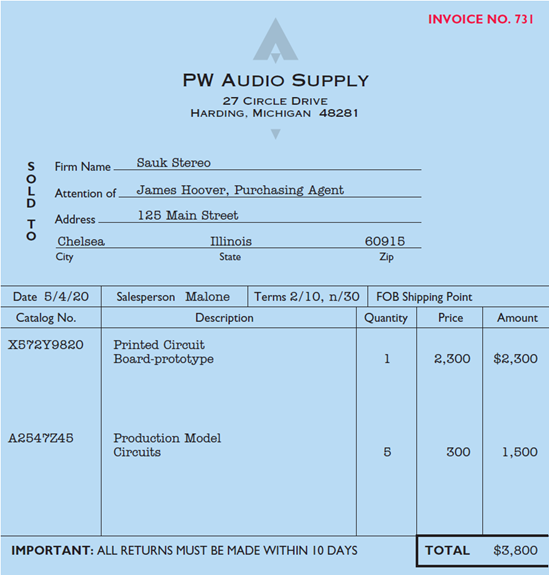 INVOICE NO. 731
PW AUDIO SUPPLY
27 CIRCLE DRIVE
HARDING, MICHIGAN 48281
SOLD TO
Firm Name Sauk Stereo
Attention of James Hoover, Purchasing Agent
Address 125 Main Street
Chelsea Illinois 60915
City State Zip
Date 5/4/20 Salesperson Malone Terms 2/10, n/30 FOB Shipping Point
Catalog No. Description Quantity Price Amount
X572Y9820 Printed Circuit
Board-prototype 1 2,300 $2,300
A2547Z45 Production Model
Circuits 5 300 1,500
IMPORTANT: ALL RETURNS MUST BE MADE WITHIN 10 DAYS TOTAL $3,800